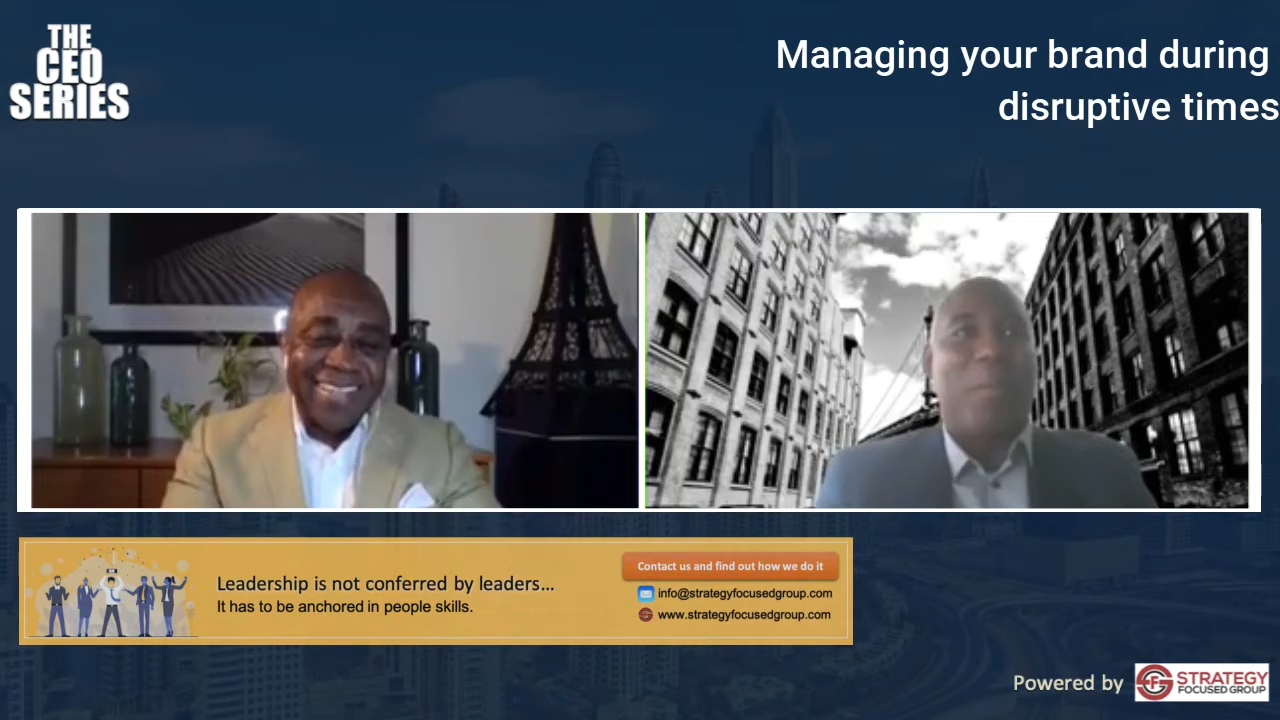 THE
CEO
SERIES
Managing your brand during
disruptive times
Leadership is not conferred by leaders...
It has to be anchored in people skills.
Contact us and find out how we do it
info@strategyfocusedgroup.com
www.strategyfocusedgroup.com
Powered by
STRATEGY
FOCUSED GROUP